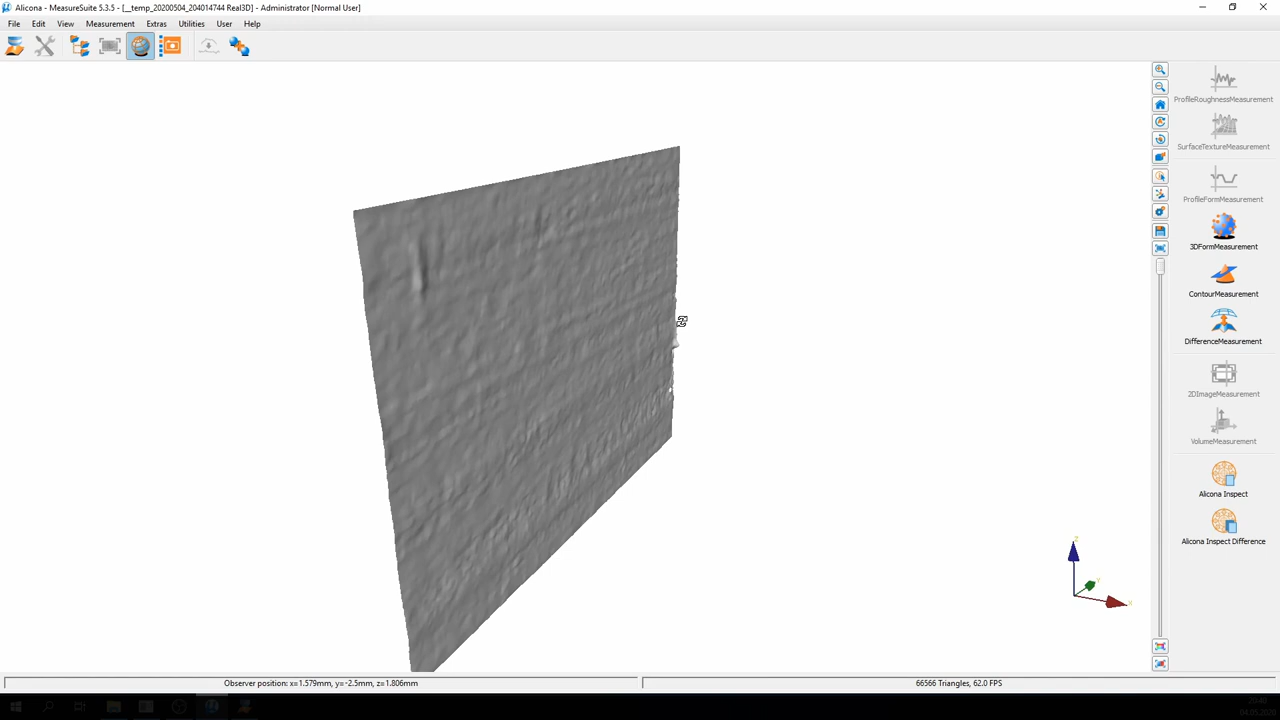 Alicona - MeasureSuite 5.3.5 - [__temp_20200504_204014744 Real3D] - Administrator [Normal User]
File Edit View Measurement Extras Utilities User Help
ProfileRoughnessMeasurement
SurfaceTextureMeasurement
ProfileFormMeasurement
3DFormMeasurement
ContourMeasurement
DifferenceMeasurement
2DImageMeasurement
VolumeMeasurement
Alicona Inspect
Alicona Inspect Difference
Z
Y
X
Observer position: x=1.579mm, y=-2.5mm, z=1.806mm
66566 Triangles, 62.0 FPS